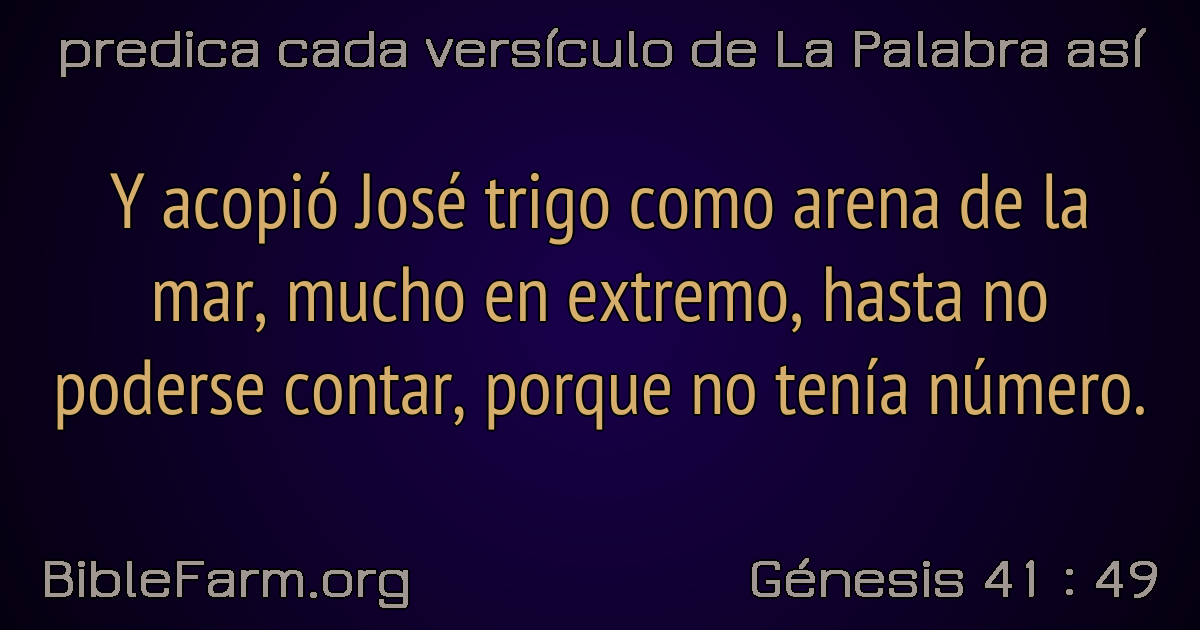 predica cada versículo de La Palabra así
Y acopió José trigo como arena de la
mar, mucho en extremo, hasta no
poderse contar, porque no tenía número.
BibleFarm.org
Génesis 41 : 49